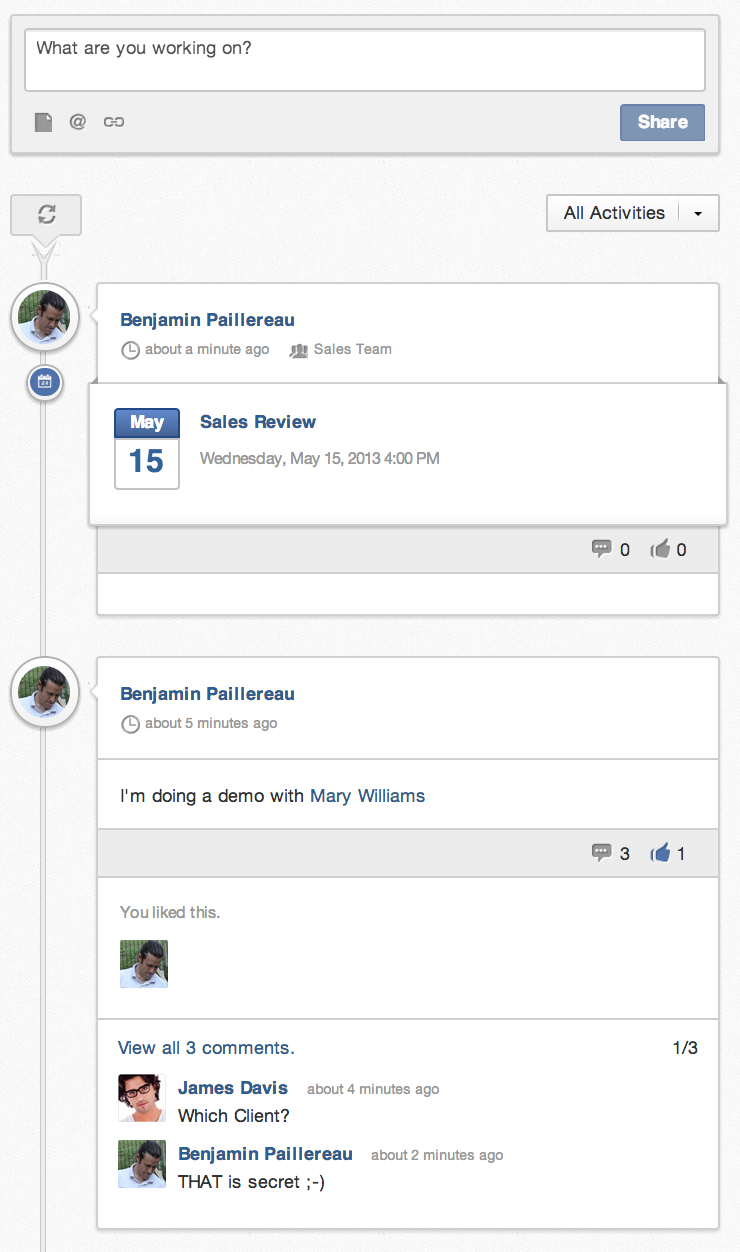 What are you working on?
@
Share
All Activities
Benjamin Paillereau
about a minute ago Sales Team
May
15
Sales Review
Wednesday, May 15, 2013 4:00 PM
0 0
Benjamin Paillereau
about 5 minutes ago
I'm doing a demo with Mary Williams
3 1
You liked this.
View all 3 comments. 1/3
James Davis about 4 minutes ago
Which Client?
Benjamin Paillereau about 2 minutes ago
THAT is secret ;-)